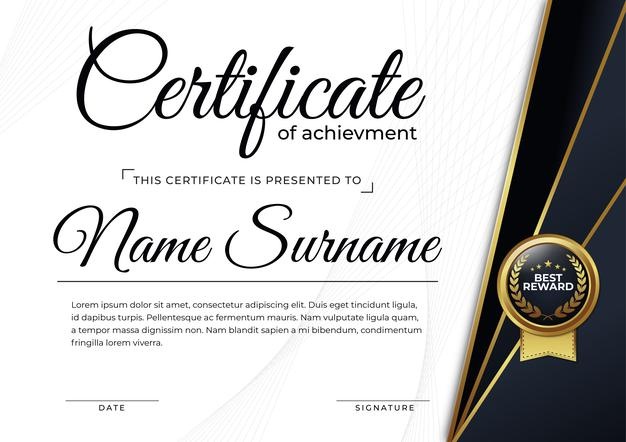 Certificate
of achievment
THIS CERTIFICATE IS PRESENTED TO
Name Surname
BEST
REWARD
Lorem ipsum dolor sit amet, consectetur adipiscing elit. Duis eget tincidunt ligula,
id dapibus turpis. Pellentesque ac fermentum mauris. Nam vulputate ligula quam,
a tempor massa dignissim non. Nam blandit sapien a mi bibendum, condimentum
fringilla lorem viverra.
DATE
SIGNATURE